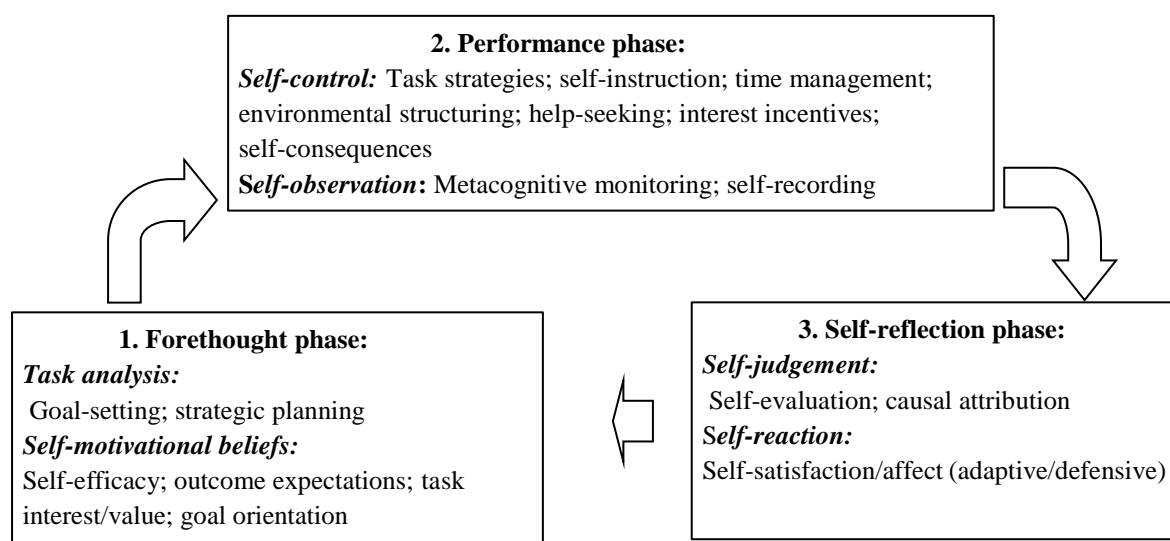 2. Performance phase:
Self-control: Task strategies; self-instruction; time management;
environmental structuring; help-seeking; interest incentives;
self-consequences
Self-observation: Metacognitive monitoring; self-recording
1. Forethought phase:
Task analysis:
Goal-setting; strategic planning
Self-motivational beliefs:
Self-efficacy; outcome expectations; task
interest/value; goal orientation
3. Self-reflection phase:
Self-judgement:
Self-evaluation; causal attribution
Self-reaction:
Self-satisfaction/affect (adaptive/defensive)